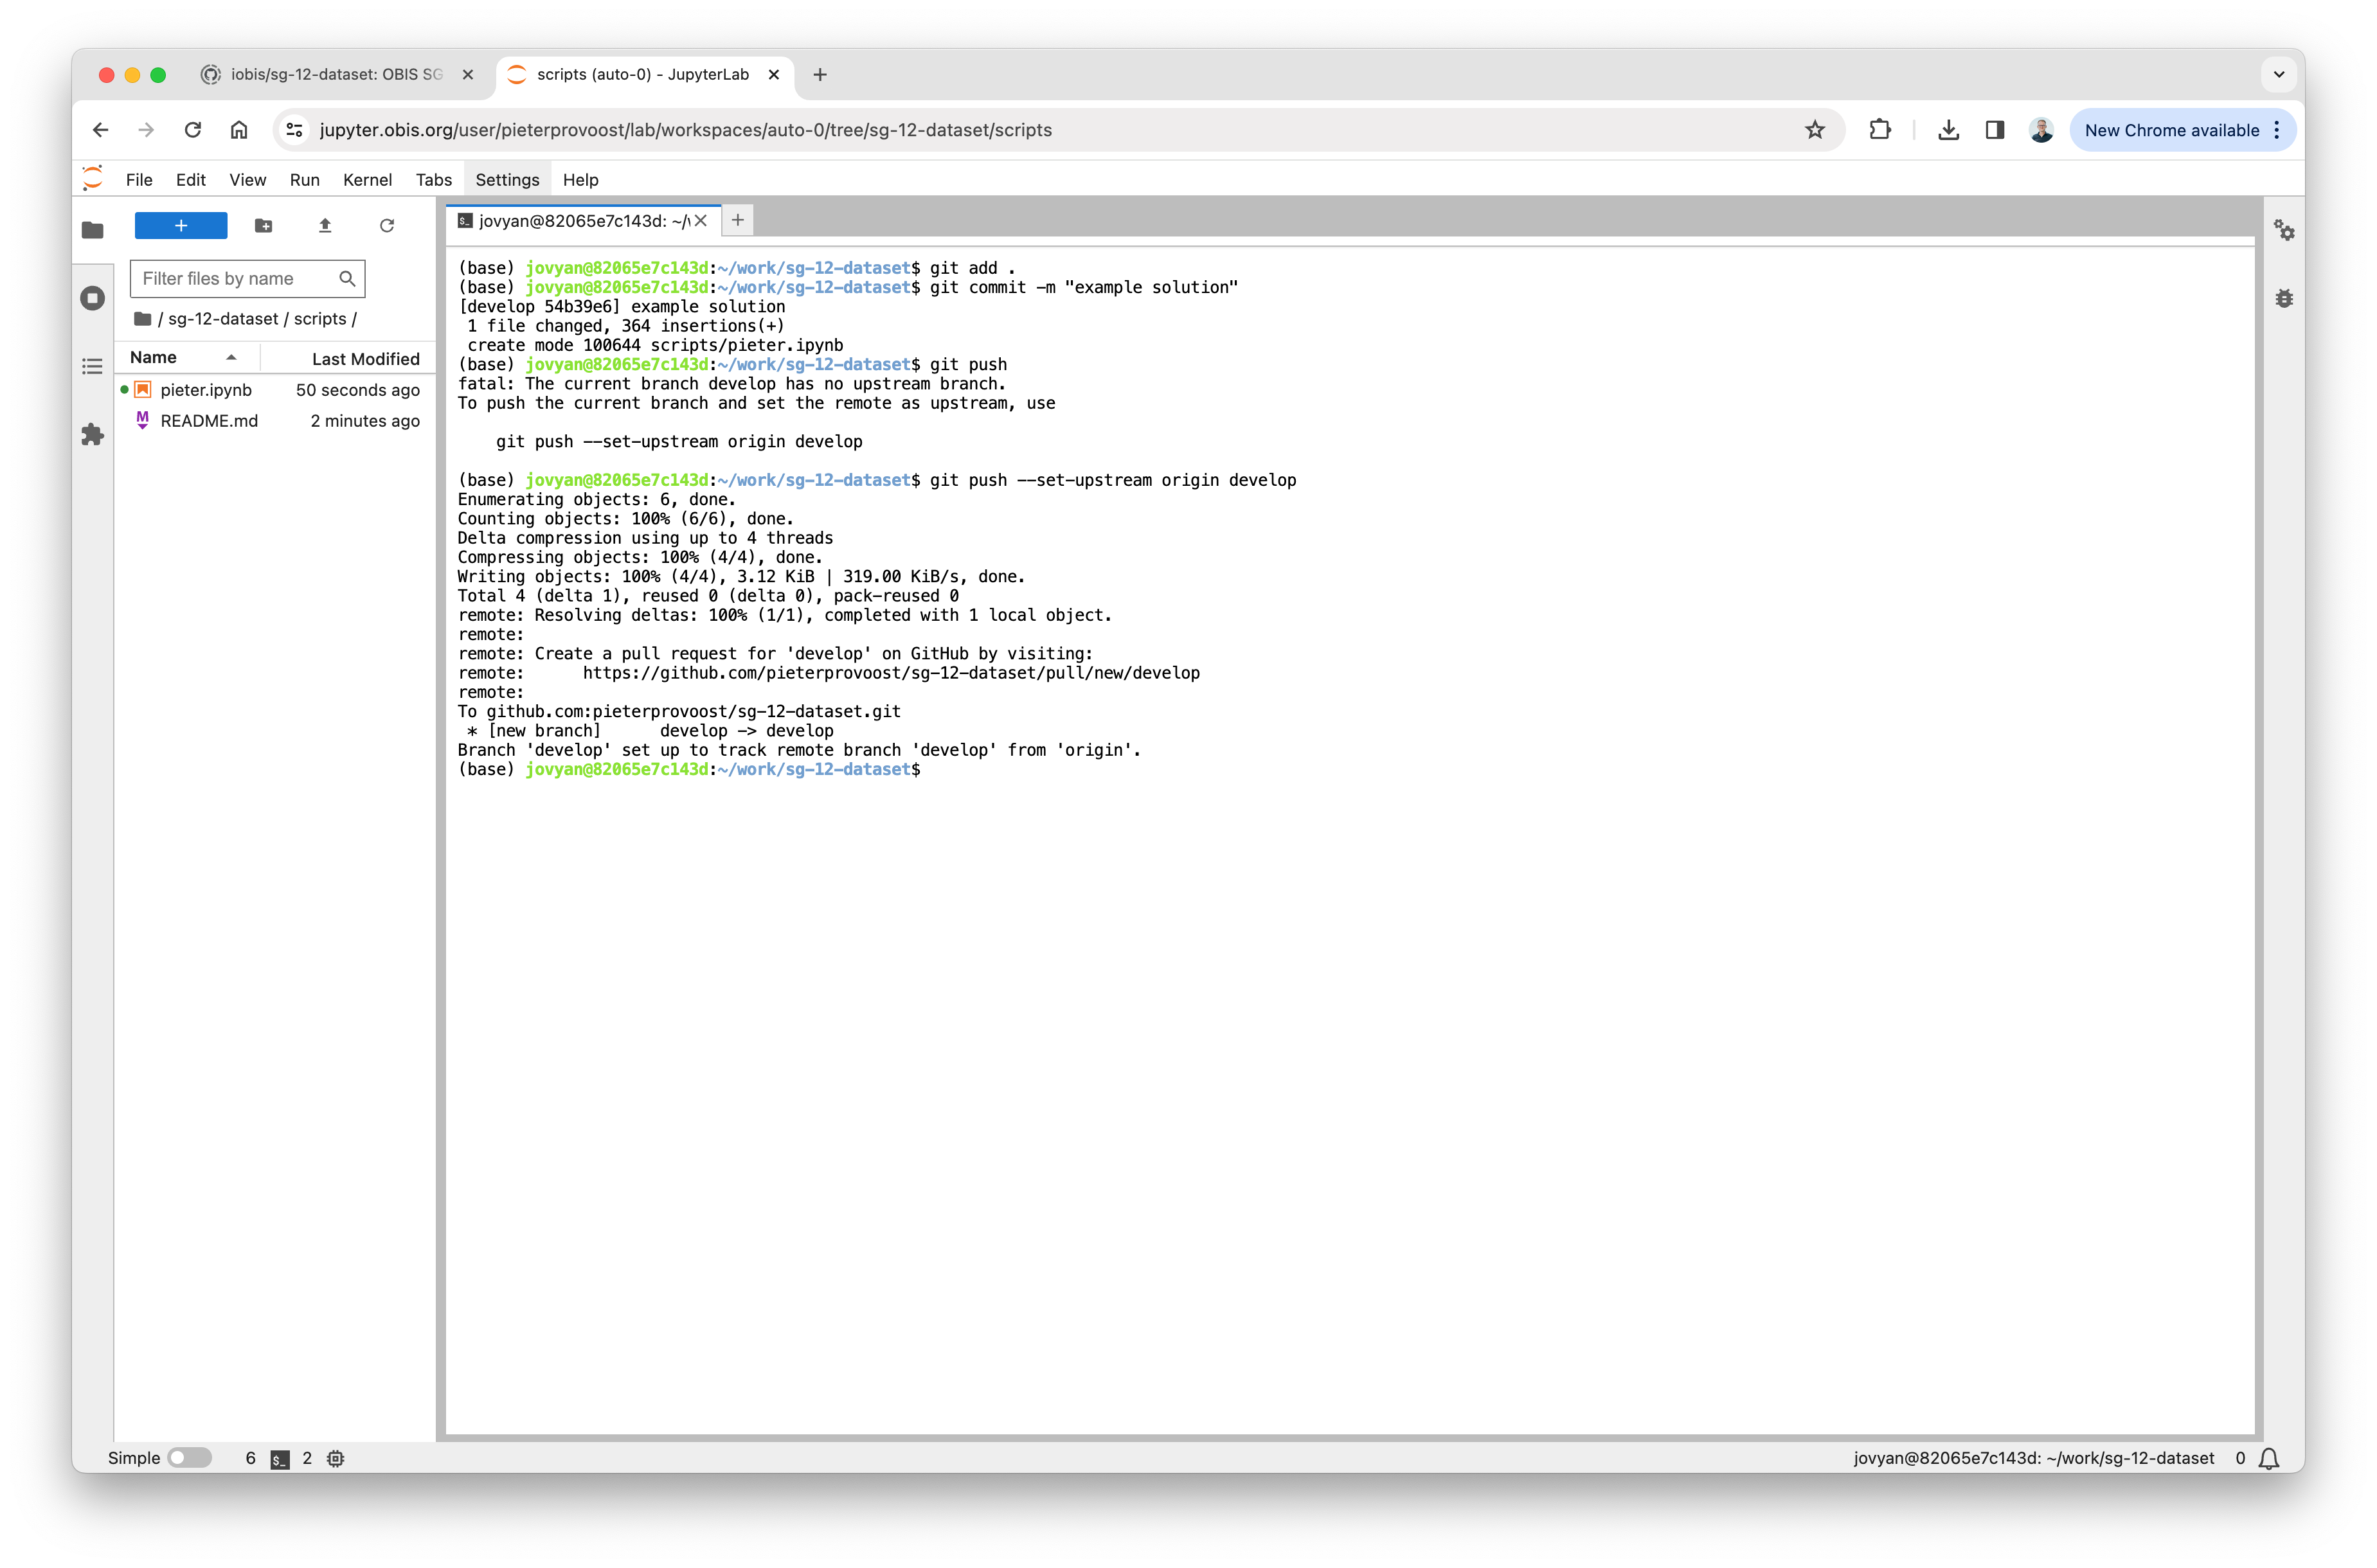 iobis/sg-12-dataset: OBIS SG
scripts (auto-0) - JupyterLab
jupyter.obis.org/user/pieterprovoost/lab/workspaces/auto-0/tree/sg-12-dataset/scripts
New Chrome available
File Edit View Run Kernel Tabs Settings Help
jovyan@82065e7c143d: ~/
Filter files by name
/ sg-12-dataset / scripts /
Name Last Modified
pieter.ipynb 50 seconds ago
README.md 2 minutes ago
(base) jovyan@82065e7c143d:~/work/sg-12-dataset$ git add .
(base) jovyan@82065e7c143d:~/work/sg-12-dataset$ git commit -m "example solution"
[develop 54b39e6] example solution
 1 file changed, 364 insertions(+)
 create mode 100644 scripts/pieter.ipynb
(base) jovyan@82065e7c143d:~/work/sg-12-dataset$ git push
fatal: The current branch develop has no upstream branch.
To push the current branch and set the remote as upstream, use
    git push --set-upstream origin develop
(base) jovyan@82065e7c143d:~/work/sg-12-dataset$ git push --set-upstream origin develop
Enumerating objects: 6, done.
Counting objects: 100% (6/6), done.
Delta compression using up to 4 threads
Compressing objects: 100% (4/4), done.
Writing objects: 100% (4/4), 3.12 KiB | 319.00 KiB/s, done.
Total 4 (delta 1), reused 0 (delta 0), pack-reused 0
remote: Resolving deltas: 100% (1/1), completed with 1 local object.
remote:
remote: Create a pull request for 'develop' on GitHub by visiting:
remote:      https://github.com/pieterprovoost/sg-12-dataset/pull/new/develop
remote:
To github.com:pieterprovoost/sg-12-dataset.git
 * [new branch]      develop -> develop
Branch 'develop' set up to track remote branch 'develop' from 'origin'.
(base) jovyan@82065e7c143d:~/work/sg-12-dataset$
Simple 6 $_ 2
jovyan@82065e7c143d: ~/work/sg-12-dataset 0